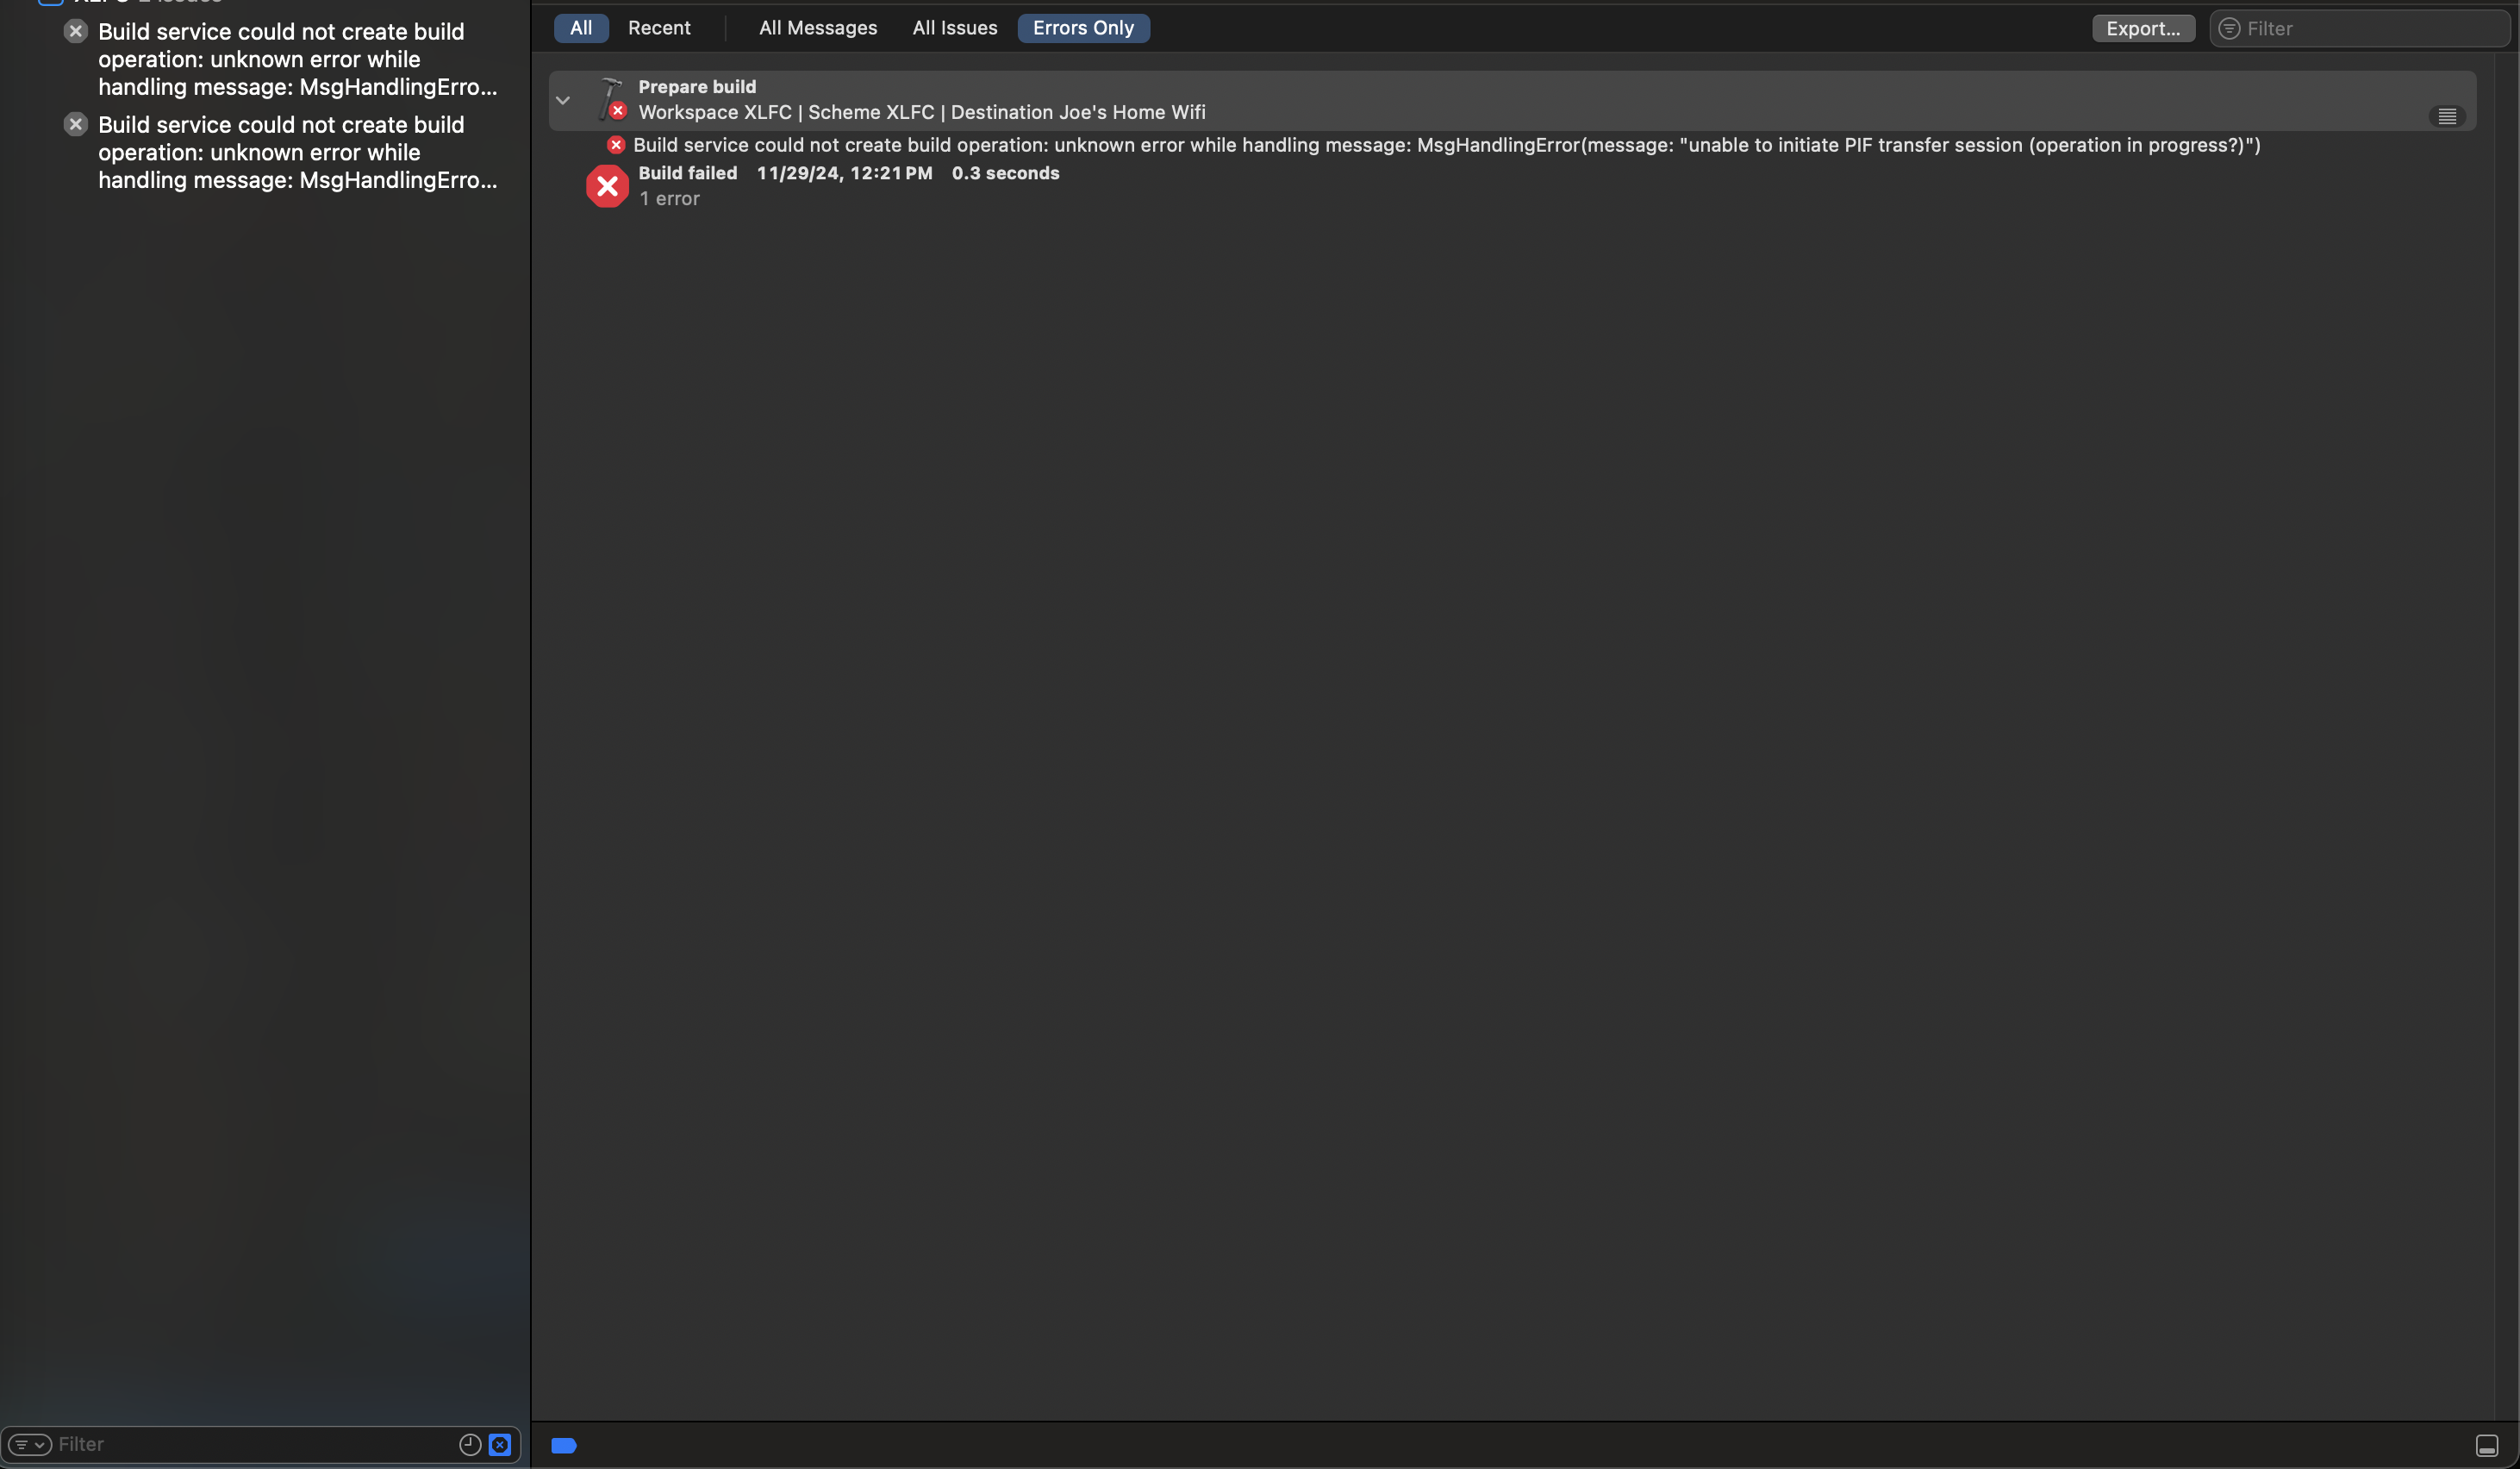 Build service could not create build
operation: unknown error while
handling message: MsgHandlingErro...
Build service could not create build
operation: unknown error while
handling message: MsgHandlingErro...
Filter
All Recent All Messages All Issues Errors Only Export... Filter
Prepare build
Workspace XLFC | Scheme XLFC | Destination Joe's Home Wifi
Build service could not create build operation: unknown error while handling message: MsgHandlingError(message: "unable to initiate PIF transfer session (operation in progress?)")
Build failed 11/29/24, 12:21 PM 0.3 seconds
1 error